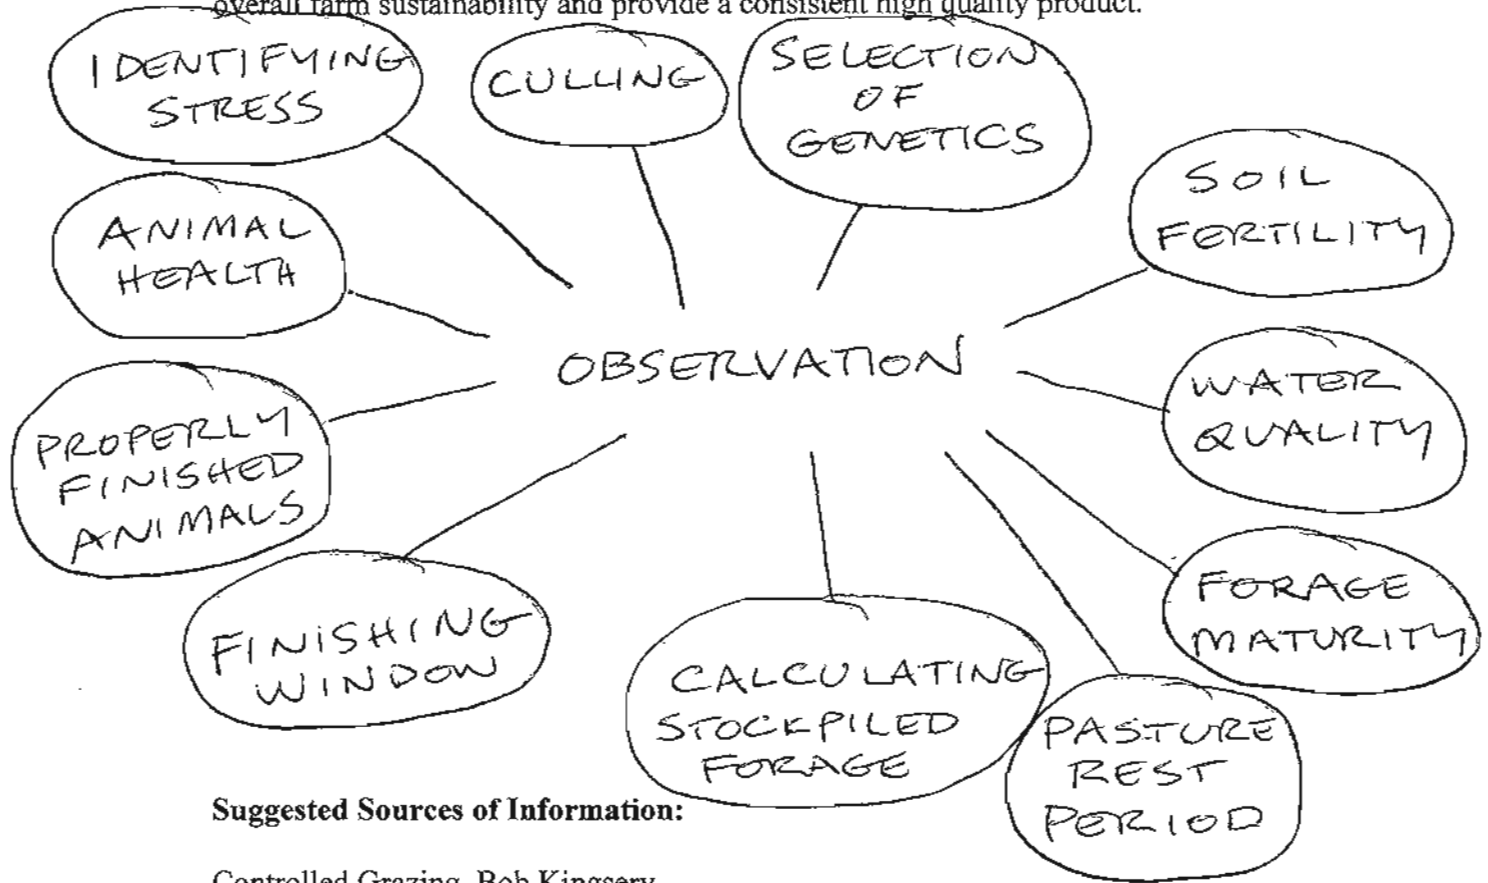 overall farm sustainability and provide a consistent high quality product.
IDENTIFYING
STRESS
CULLING
SELECTION
OF
GENETICS
SOIL
FERTILITY
ANIMAL
HEALTH
OBSERVATION
WATER
QUALITY
PROPERLY
FINISHED
ANIMALS
FORAGE
MATURITY
FINISHING
WINDOW
CALCULATING
STOCKPILED
FORAGE
PASTURE
REST
PERIOD
Suggested Sources of Information:
Controlled Grazing, Bob Kingsery